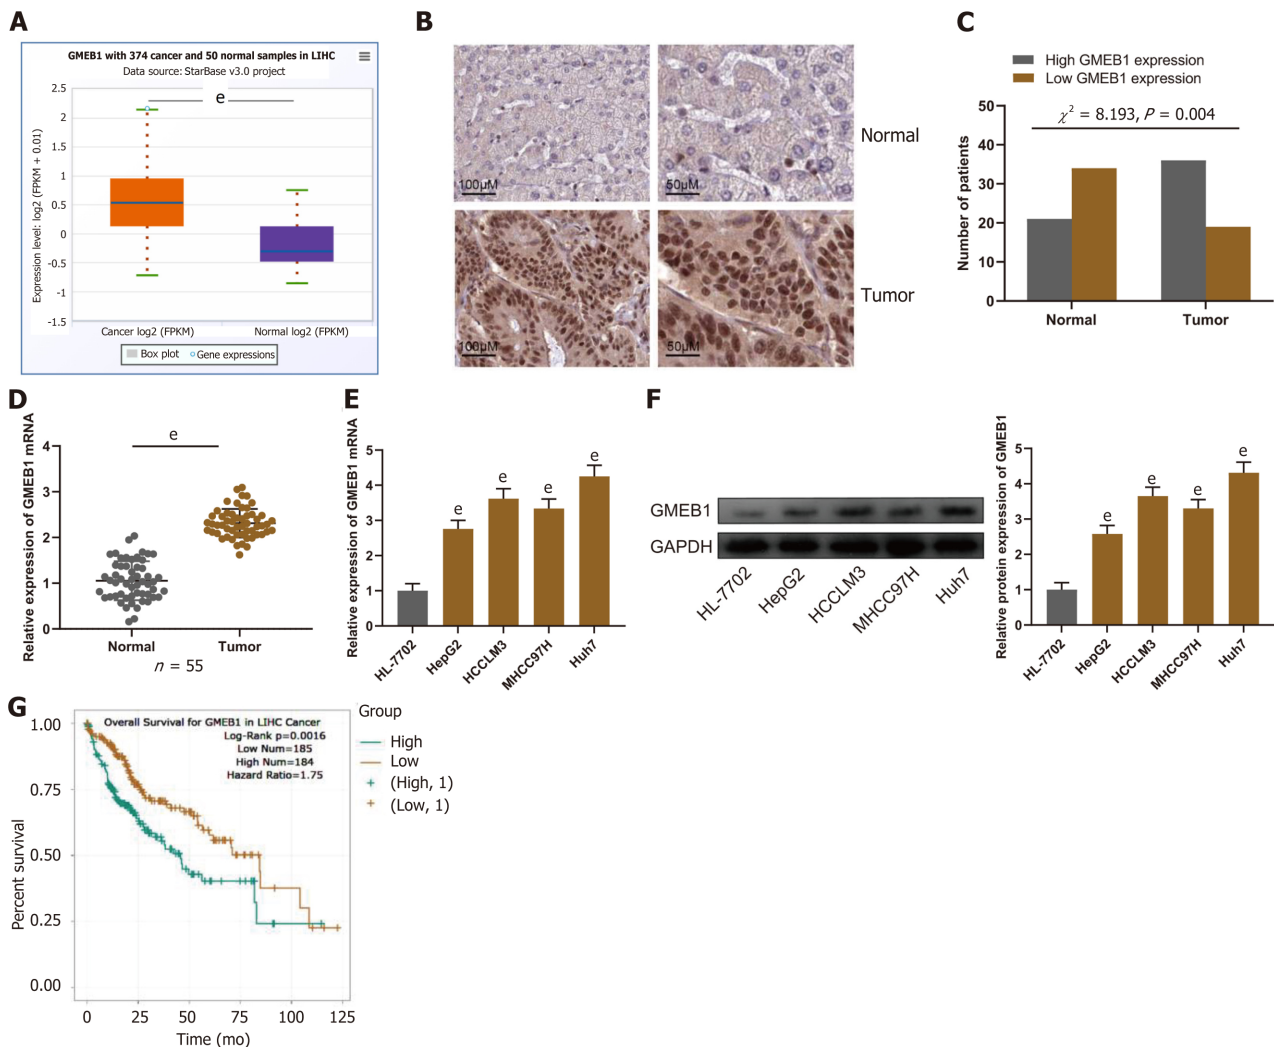 A
GMEB1 with 374 cancer and 50 normal samples in LIHC
Data source: StarBase v3.0 project
Expression level: log2 (FPKM + 0.01)
2.5
2
1.5
1
0.5
0
-0.5
-1
-1.5
e
Cancer log2 (FPKM)
Normal log2 (FPKM)
Box plot
Gene expressions
B
100μM
50μM
Normal
100μM
50μM
Tumor
C
High GMEB1 expression
Low GMEB1 expression
χ² = 8.193, P = 0.004
Number of patients
50
40
30
20
10
0
Normal
Tumor
D
Relative expression of GMEB1 mRNA
4
3
2
1
0
e
Normal
Tumor
n = 55
E
Relative expression of GMEB1 mRNA
5
4
3
2
1
0
e
e
e
e
HL-7702
HepG2
HCCLM3
MHCC97H
Huh7
F
GMEB1
GAPDH
HL-7702
HepG2
HCCLM3
MHCC97H
Huh7
Relative protein expression of GMEB1
5
4
3
2
1
0
e
e
e
e
HL-7702
HepG2
HCCLM3
MHCC97H
Huh7
G
Overall Survival for GMEB1 in LIHC Cancer
Log-Rank p=0.0016
Low Num=185
High Num=184
Hazard Ratio=1.75
Percent survival
1.00
0.75
0.50
0.25
0.00
0
25
50
75
100
125
Time (mo)
Group
High
Low
(High, 1)
(Low, 1)